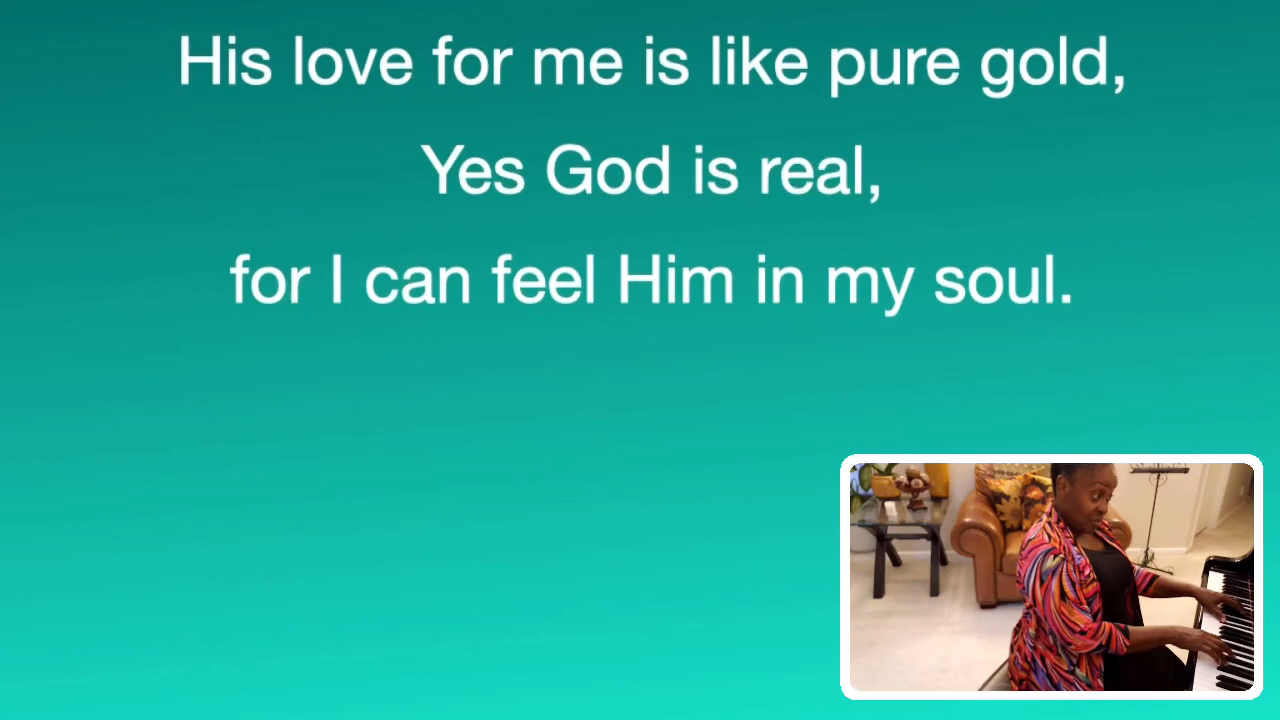 His love for me is like pure gold,
Yes God is real,
for I can feel Him in my soul.